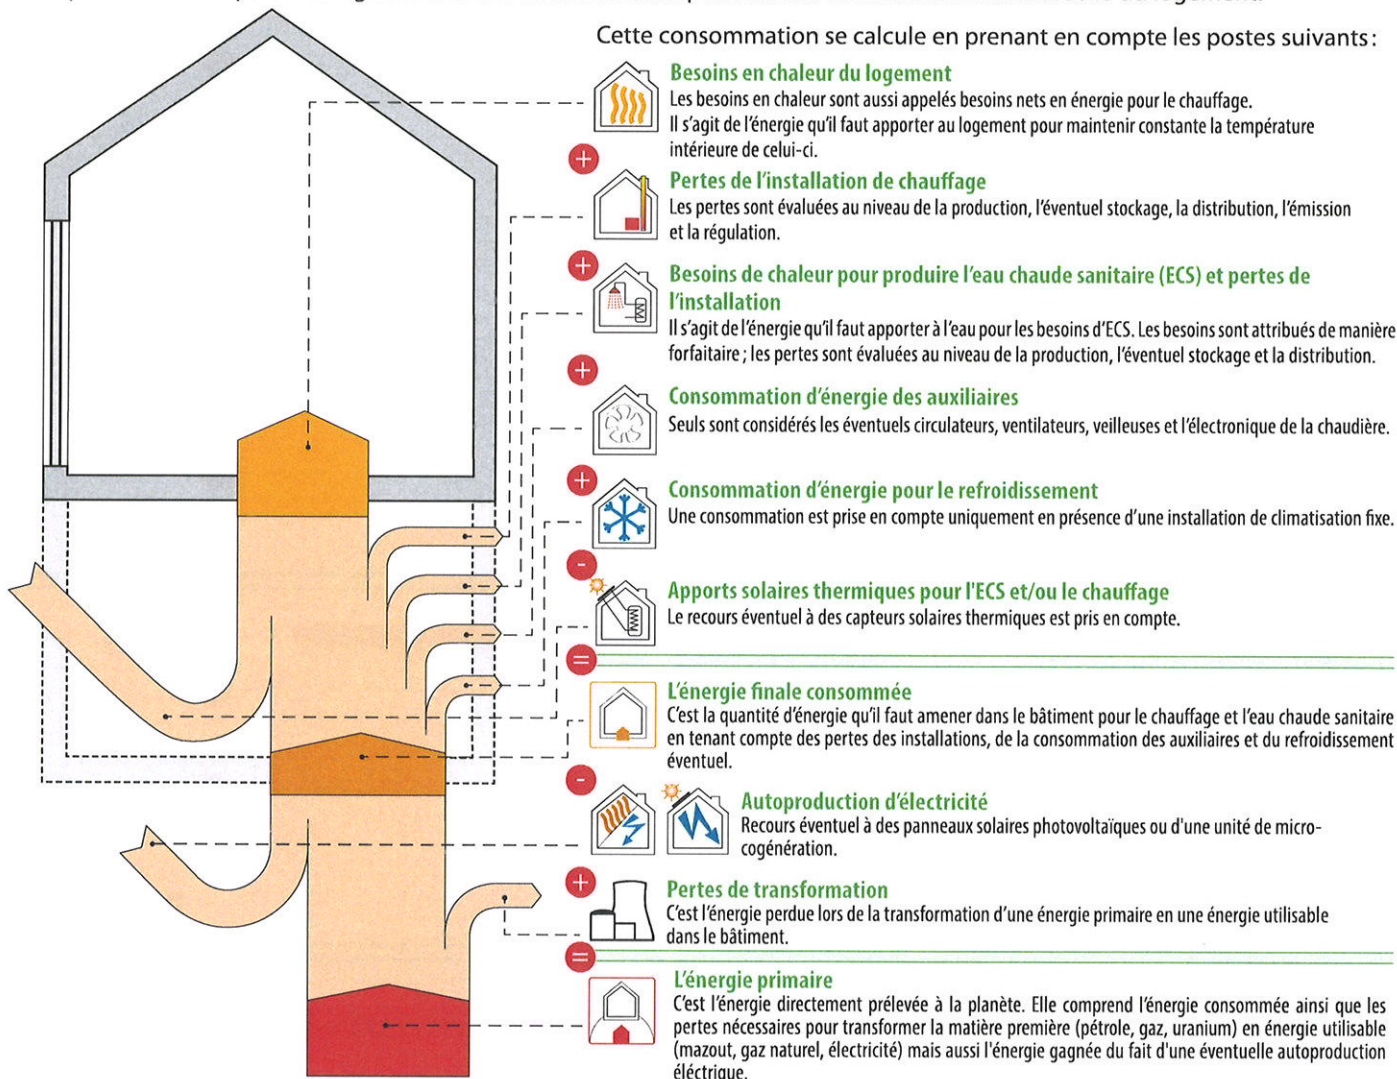 Cette consommation se calcule en prenant en compte les postes suivants :
Besoins en chaleur du logement
Les besoins en chaleur sont aussi appelés besoins nets en énergie pour le chauffage.
Il s'agit de l'énergie qu'il faut apporter au logement pour maintenir constante la température
intérieure de celui-ci.
+
Pertes de l'installation de chauffage
Les pertes sont évaluées au niveau de la production, l'éventuel stockage, la distribution, l'émission
et la régulation.
+
Besoins de chaleur pour produire l'eau chaude sanitaire (ECS) et pertes de
l'installation
Il s'agit de l'énergie qu'il faut apporter à l'eau pour les besoins d'ECS. Les besoins sont attribués de manière
forfaitaire ; les pertes sont évaluées au niveau de la production, l'éventuel stockage et la distribution.
+
Consommation d'énergie des auxiliaires
Seuls sont considérés les éventuels circulateurs, ventilateurs, veilleuses et l'électronique de la chaudière.
+
Consommation d'énergie pour le refroidissement
Une consommation est prise en compte uniquement en présence d'une installation de climatisation fixe.
-
Apports solaires thermiques pour l'ECS et/ou le chauffage
Le recours éventuel à des capteurs solaires thermiques est pris en compte.
=
L'énergie finale consommée
C'est la quantité d'énergie qu'il faut amener dans le bâtiment pour le chauffage et l'eau chaude sanitaire
en tenant compte des pertes des installations, de la consommation des auxiliaires et du refroidissement
éventuel.
-
Autoproduction d'électricité
Recours éventuel à des panneaux solaires photovoltaïques ou d'une unité de micro-
cogénération.
+
Pertes de transformation
C'est l'énergie perdue lors de la transformation d'une énergie primaire en une énergie utilisable
dans le bâtiment.
=
L'énergie primaire
C'est l'énergie directement prélevée à la planète. Elle comprend l'énergie consommée ainsi que les
pertes nécessaires pour transformer la matière première (pétrole, gaz, uranium) en énergie utilisable
(mazout, gaz naturel, électricité) mais aussi l'énergie gagnée du fait d'une éventuelle autoproduction
éléctrique.